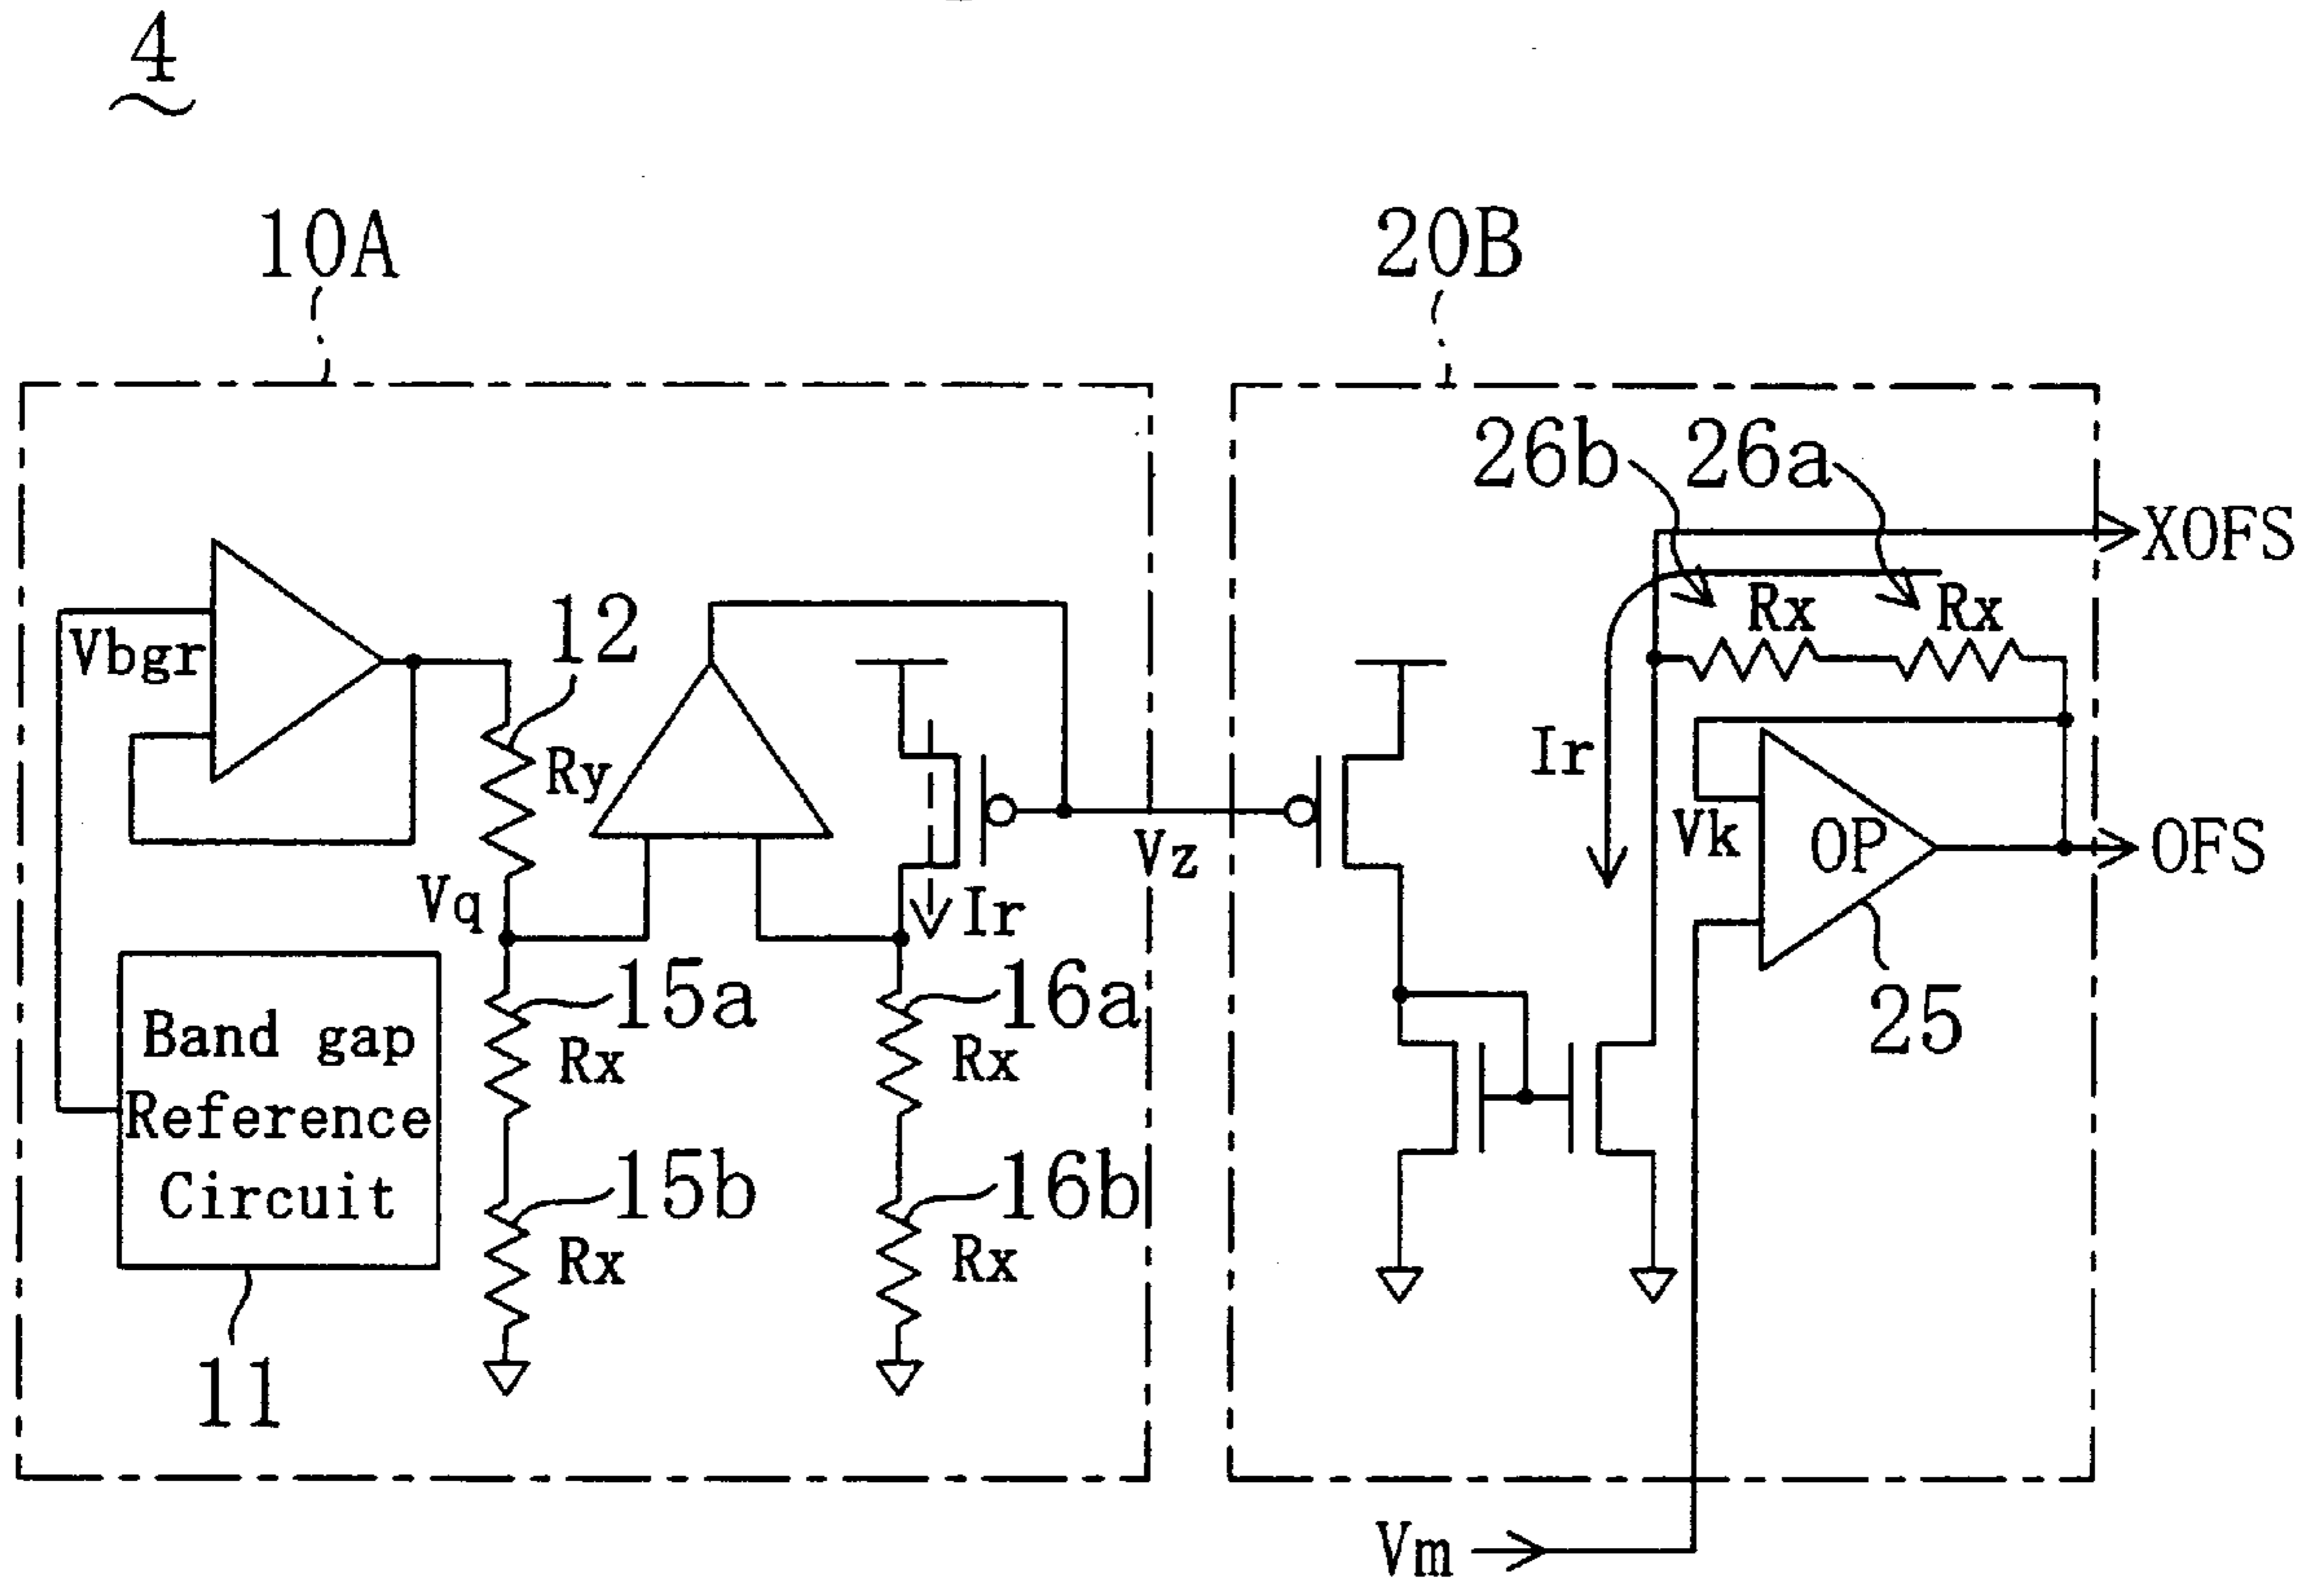 4
10A
20B
26b
26a
XOFS
Rx
Rx
12
Vbgr
Ry
Ir
Vk
OP
OFS
Vz
Vq
Ir
15a
16a
25
Band gap
Reference
Circuit
Rx
Rx
15b
16b
Rx
Rx
11
Vm